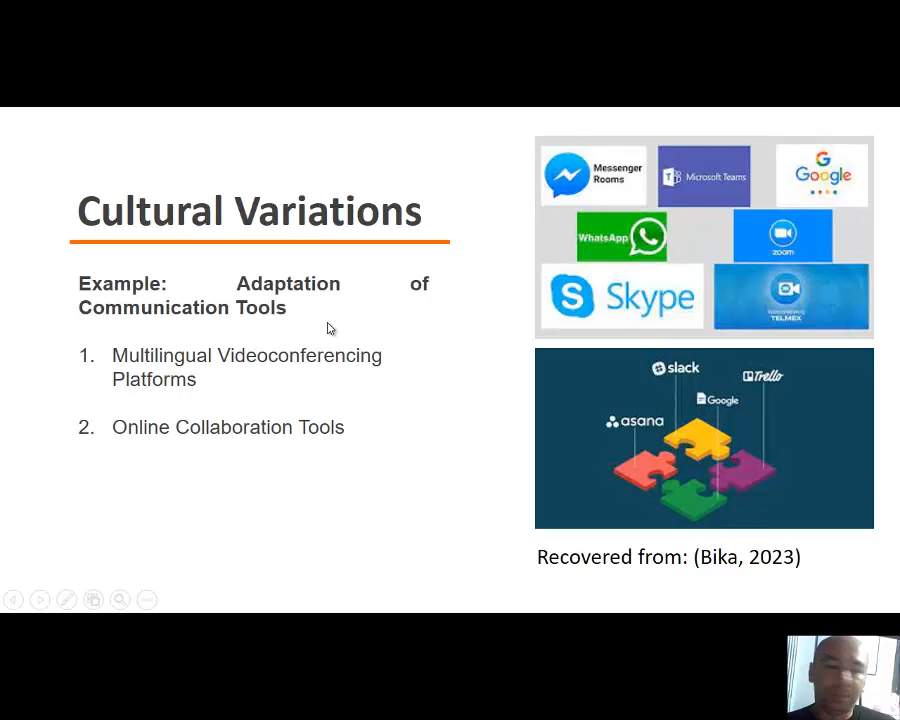 Cultural Variations
Example: Adaptation of
Communication Tools
1. Multilingual Videoconferencing
Platforms
2. Online Collaboration Tools
Messenger
Rooms
Microsoft Teams
Google
WhatsApp
zoom
Skype
TELMEX
slack
Trello
Google
asana
Recovered from: (Bika, 2023)